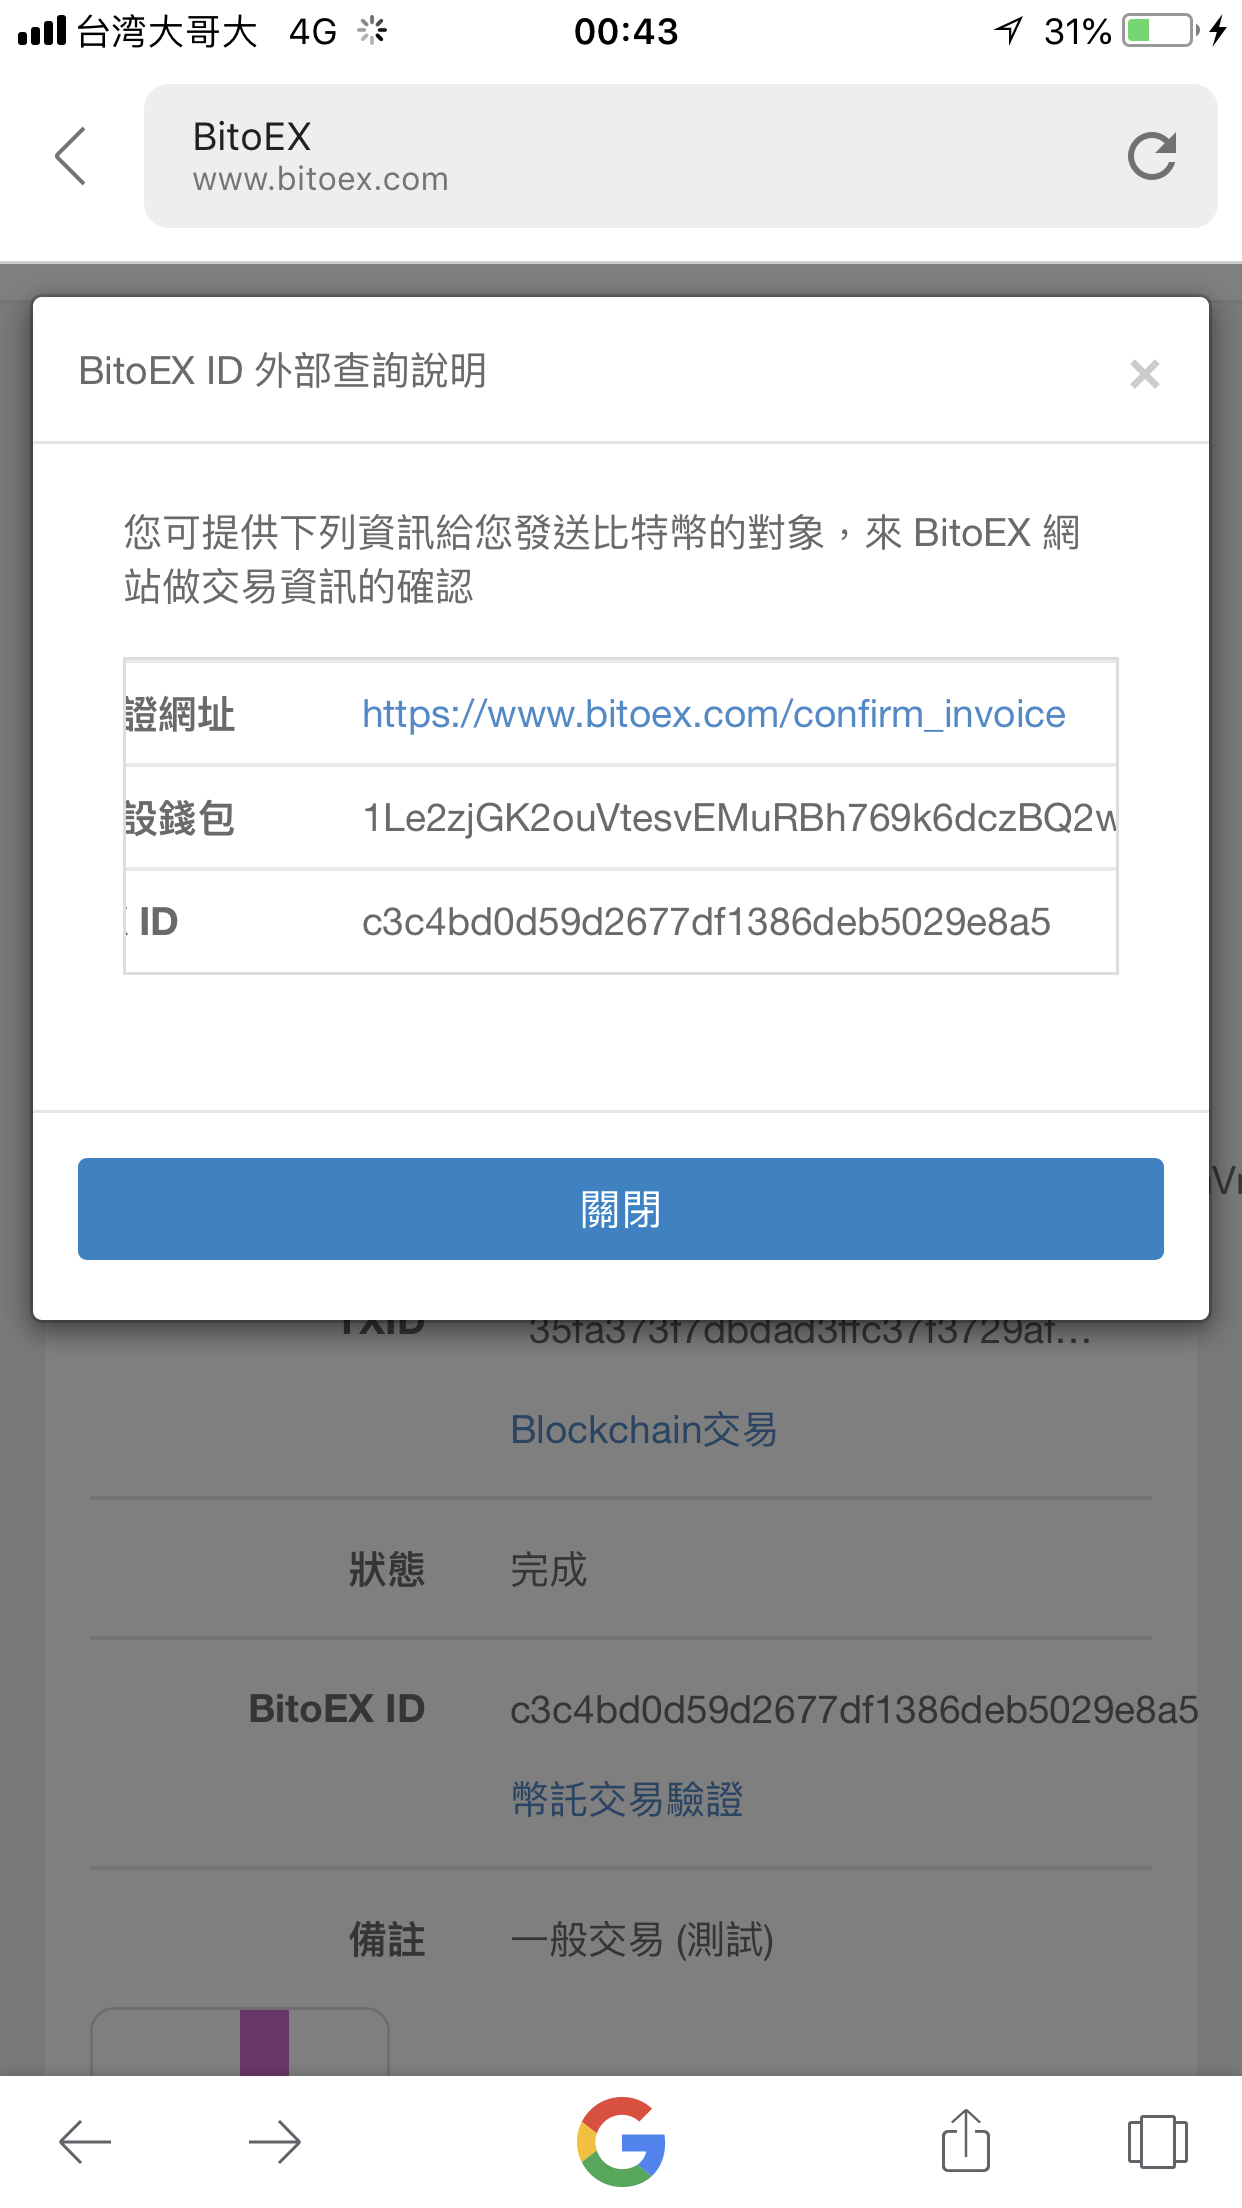 台湾大哥大 4G 00:43 31%
BitoEX
www.bitoex.com
BitoEX ID 外部查詢說明
您可提供下列資訊給您發送比特幣的對象，來 BitoEX 網
站做交易資訊的確認
證網址 https://www.bitoex.com/confirm_invoice
設錢包 1Le2zjGK2ouVtesvEMuRBh769k6dczBQ2w
ID c3c4bd0d59d2677df1386deb5029e8a5
關閉
TXID 35fa373f7dbdad3ffc37f3729af...
Blockchain交易
狀態 完成
BitoEX ID c3c4bd0d59d2677df1386deb5029e8a5
幣託交易驗證
備註 一般交易 (測試)